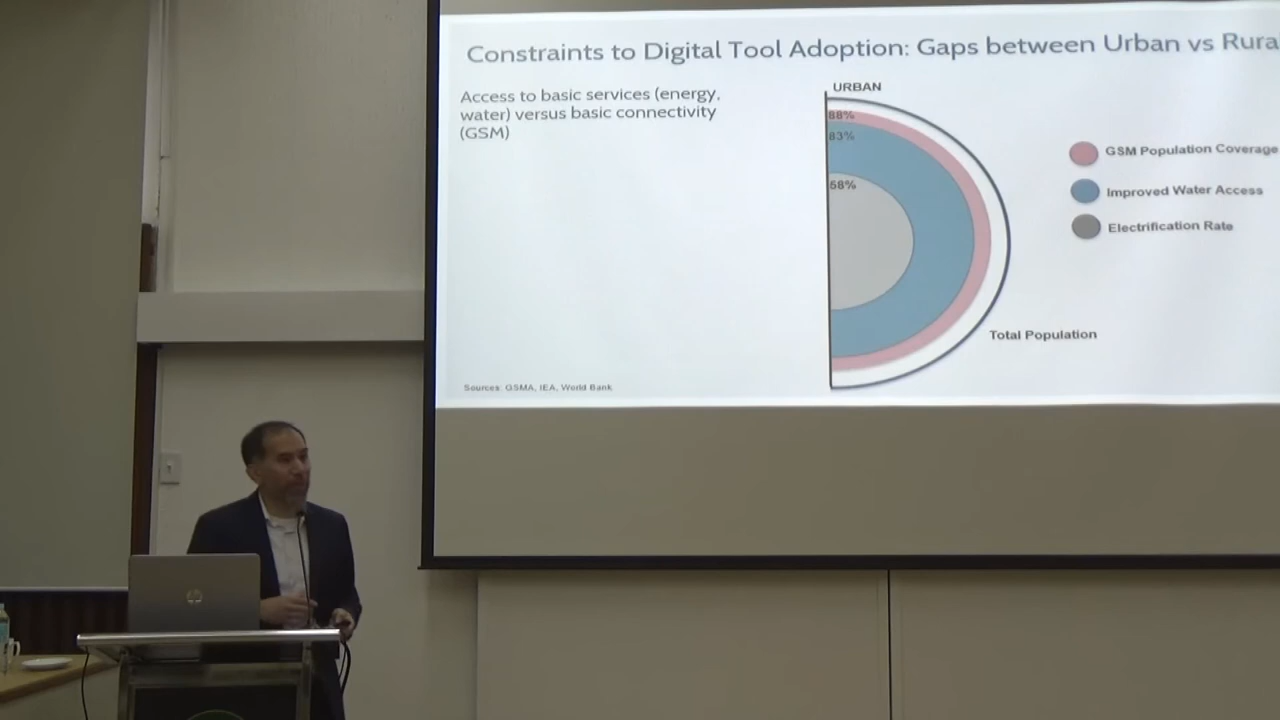 Constraints to Digital Tool Adoption: Gaps between Urban vs Rura
Access to basic services (energy,
water) versus basic connectivity
(GSM)
URBAN
88%
83%
58%
GSM Population Coverage
Improved Water Access
Electrification Rate
Total Population
Sources: GSMA, IEA, World Bank
hp